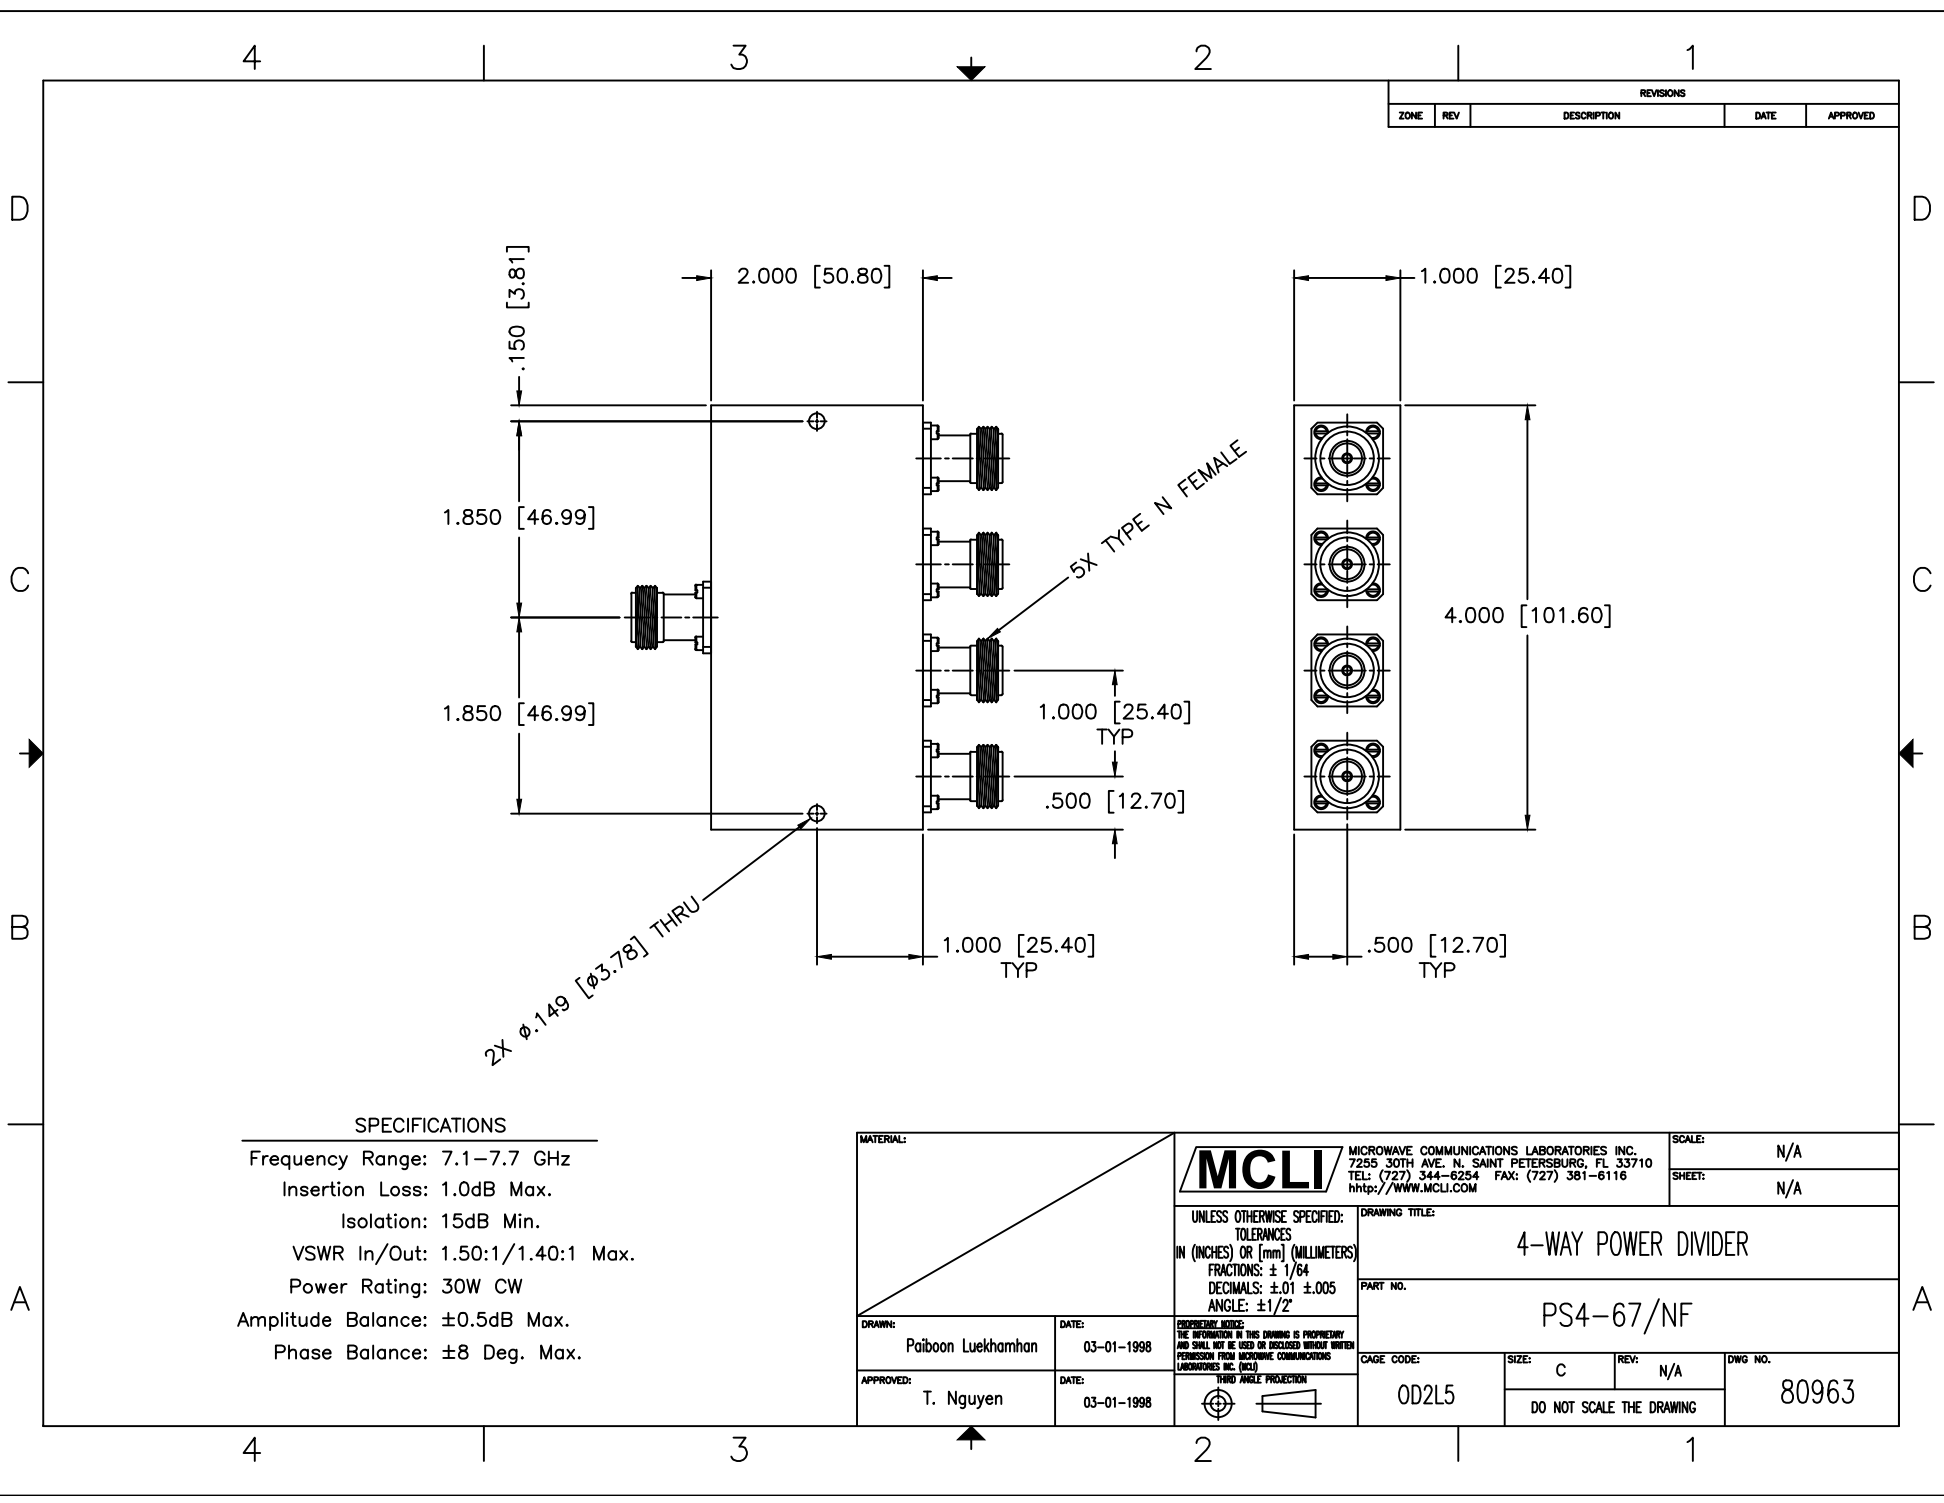 4 3 2 1
REVISIONS
ZONE REV DESCRIPTION DATE APPROVED
D D
.150 [3.81]
2.000 [50.80]
1.000 [25.40]
1.850 [46.99]
5X TYPE N FEMALE
C C
4.000 [101.60]
1.850 [46.99]
1.000 [25.40]
TYP
.500 [12.70]
2X ø.149 [ø3.78] THRU
B B
1.000 [25.40]
TYP
.500 [12.70]
TYP
SPECIFICATIONS
Frequency Range: 7.1–7.7 GHz
Insertion Loss: 1.0dB Max.
Isolation: 15dB Min.
VSWR In/Out: 1.50:1/1.40:1 Max.
Power Rating: 30W CW
Amplitude Balance: ±0.5dB Max.
Phase Balance: ±8 Deg. Max.
A A
MATERIAL:
MCLI
MICROWAVE COMMUNICATIONS LABORATORIES INC.
7255 30TH AVE. N. SAINT PETERSBURG, FL 33710
TEL: (727) 344–6254 FAX: (727) 381–6116
hhtp://WWW.MCLI.COM
SCALE: N/A
SHEET: N/A
UNLESS OTHERWISE SPECIFIED:
TOLERANCES
IN (INCHES) OR [mm] (MILLIMETERS)
FRACTIONS: ± 1/64
DECIMALS: ±.01 ±.005
ANGLE: ±1/2°
DRAWING TITLE:
4–WAY POWER DIVIDER
PART NO.
PS4–67/NF
DRAWN: Paiboon Luekhamhan
DATE: 03–01–1998
PROPRIETARY NOTICE:
THE INFORMATION IN THIS DRAWING IS PROPRIETARY
AND SHALL NOT BE USED OR DISCLOSED WITHOUT WRITTEN
PERMISSION FROM MICROWAVE COMMUNICATIONS
LABORATORIES INC. (MCLI)
APPROVED: T. Nguyen
DATE: 03–01–1998
THIRD ANGLE PROJECTION
CAGE CODE: 0D2L5
SIZE: C
REV: N/A
DO NOT SCALE THE DRAWING
DWG NO. 80963
4 3 2 1